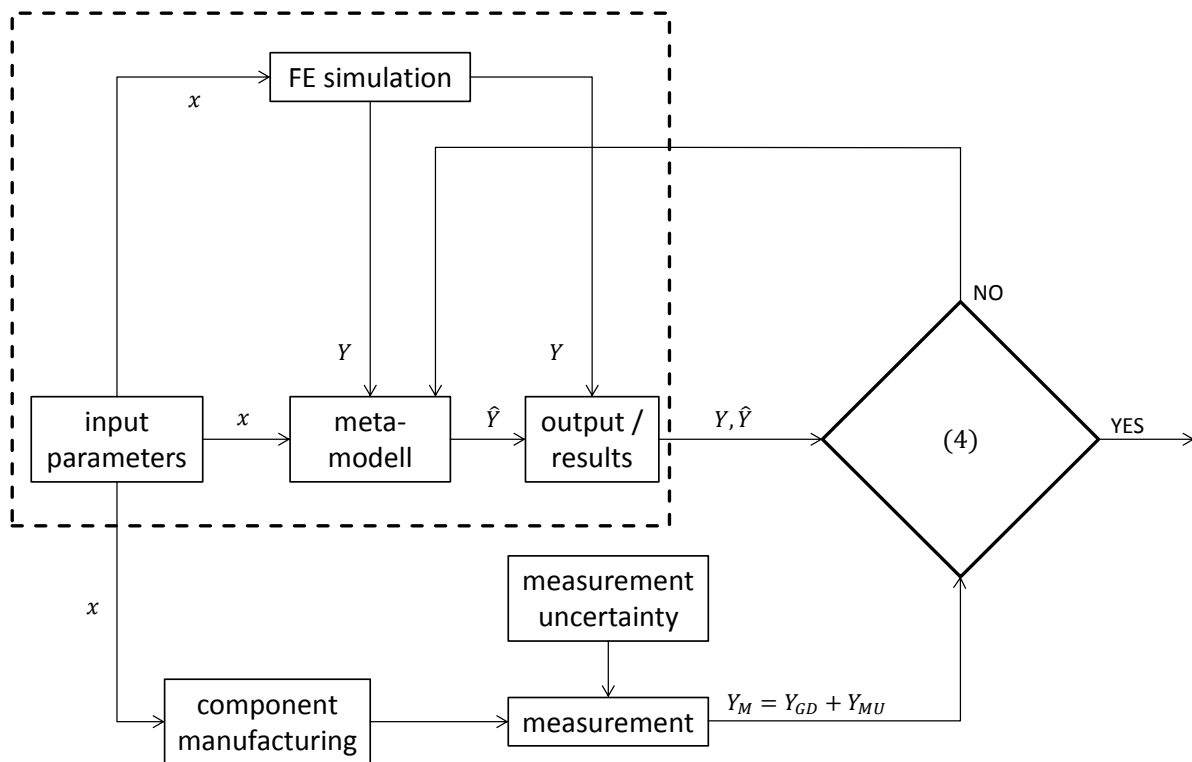 FE simulation
x
NO
Y
Y
input
parameters
x
meta-
modell
Ŷ
output /
results
Y, Ŷ
(4)
YES
measurement
uncertainty
x
component
manufacturing
measurement
Y_M = Y_GD + Y_MU